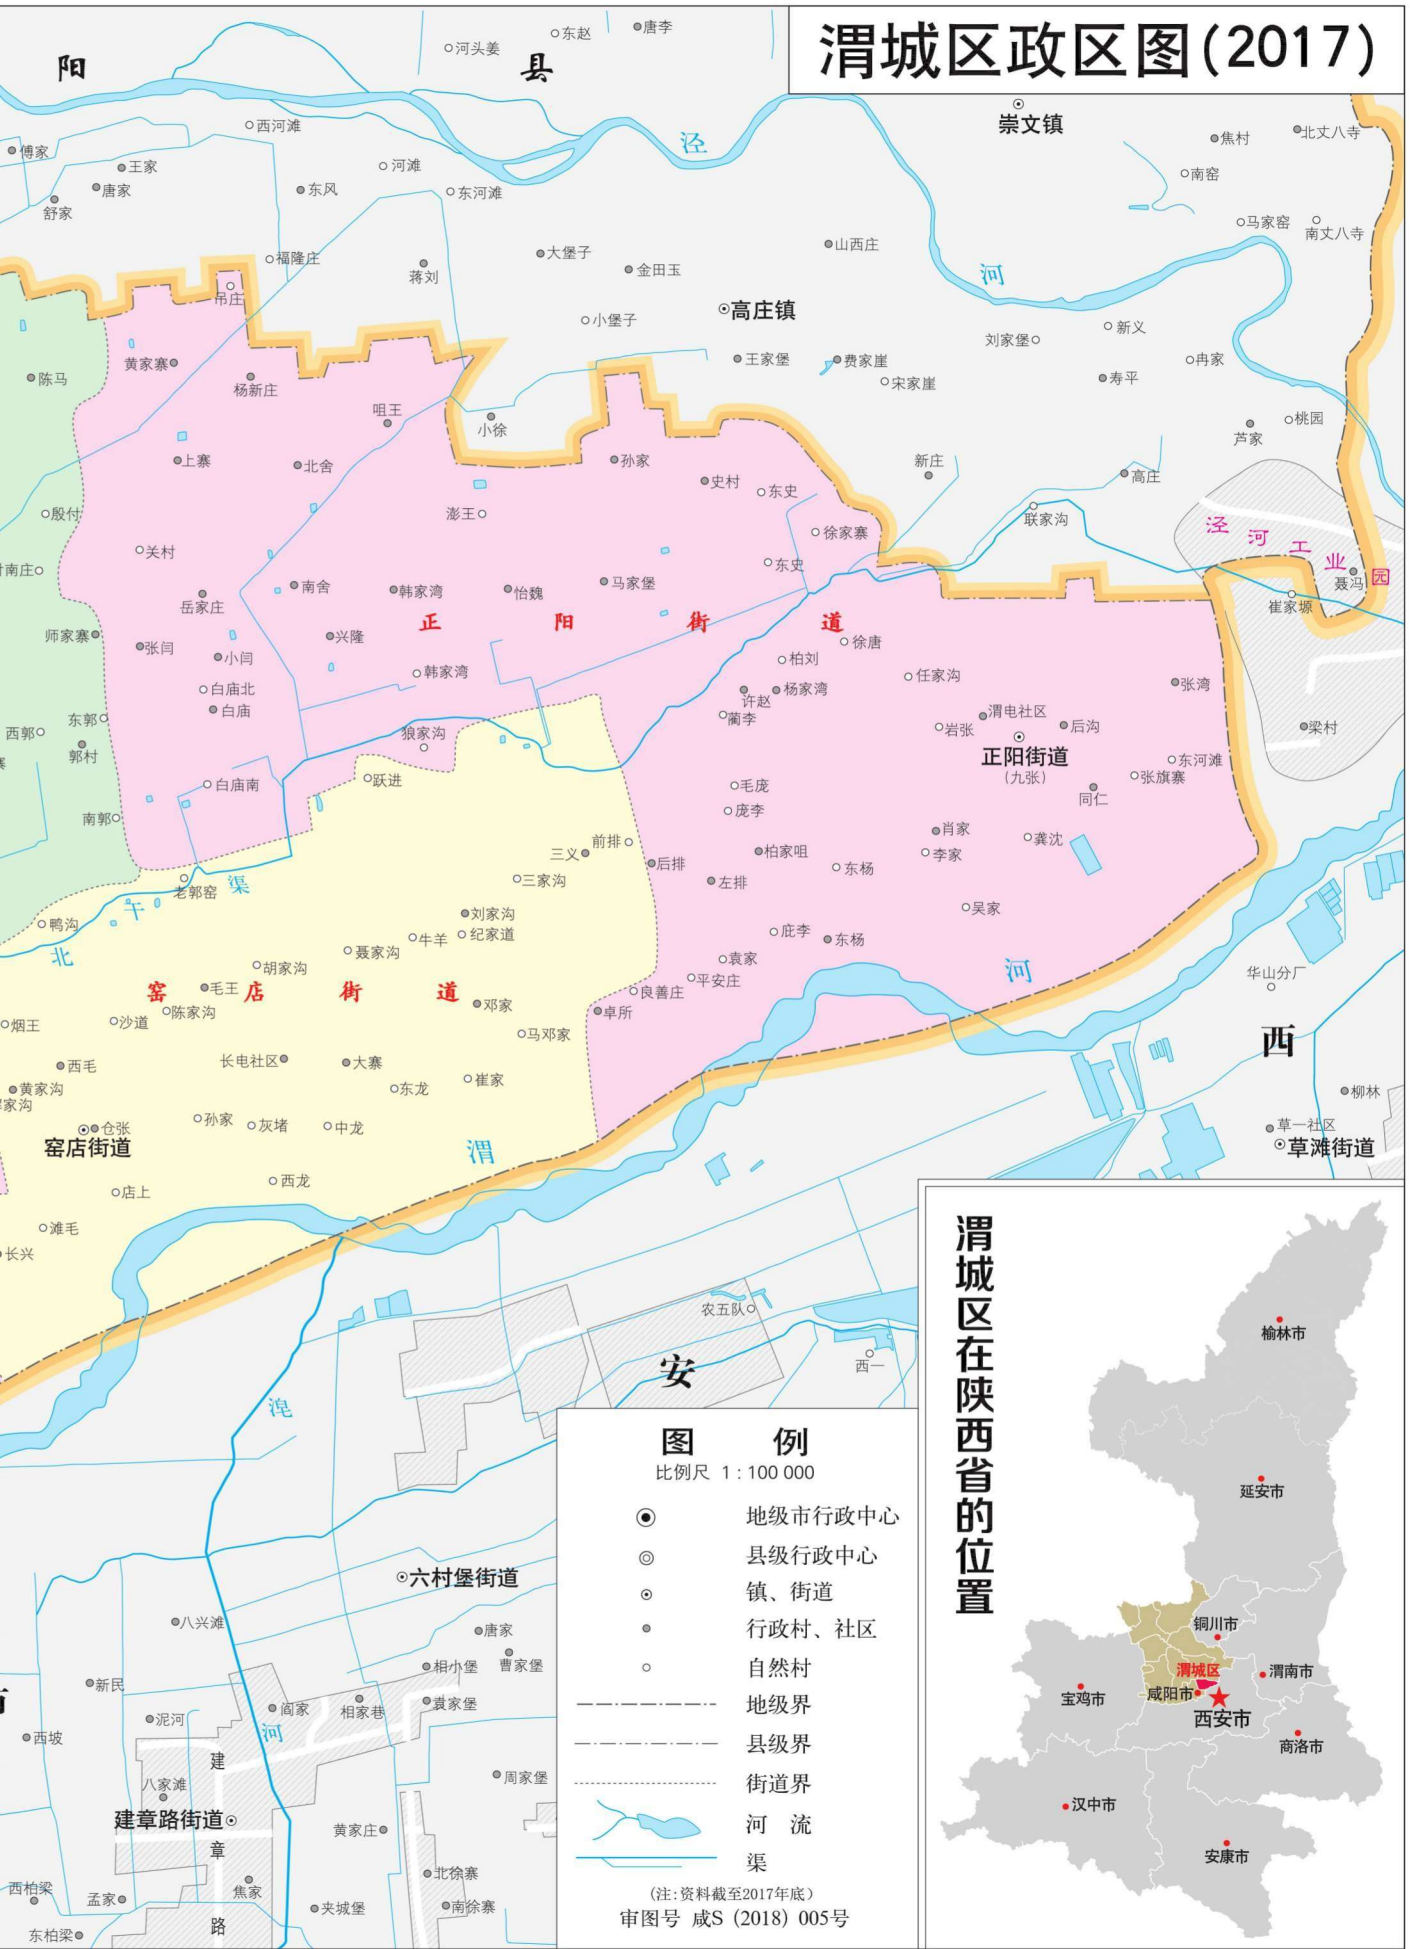 渭城区政区图(2017)
阳
县
河头姜
东赵
唐李
崇文镇
焦村
北丈八寺
西河滩
泾
傅家
王家
河滩
南窑
唐家
东风
东河滩
舒家
马家窑
南丈八寺
福隆庄
大堡子
山西庄
蒋刘
金田玉
河
吊庄
高庄镇
小堡子
新义
刘家堡
黄家寨
王家堡
费家崖
冉家
陈马
杨新庄
宋家崖
寿平
咀王
小徐
桃园
芦家
上寨
北舍
孙家
新庄
高庄
史村
东史
殷付
澎王
联家沟
徐家寨
泾河工业园
关村
东史
南庄
南舍
韩家湾
怡魏
马家堡
聂冯
岳家庄
崔家塬
正阳街道
师家寨
兴隆
徐唐
张闫
小闫
柏刘
韩家湾
任家沟
白庙北
许赵
杨家湾
张湾
白庙
蔺李
渭电社区
东郭
岩张
后沟
梁村
西郭
狼家沟
郭村
寨
正阳街道
(九张)
东河滩
跃进
张旗寨
白庙南
毛庞
同仁
南郭
庞李
肖家
龚沈
前排
三义
柏家咀
李家
后排
东杨
老郭窑
渠
三家沟
左排
干
刘家沟
吴家
鸭沟
纪家道
北
牛羊
庇李
东杨
聂家沟
胡家沟
袁家
河
平安庄
华山分厂
窑店街道
毛王
良善庄
陈家沟
邓家
卓所
烟王
沙道
马邓家
西
长电社区
大寨
西毛
崔家
黄家沟
东龙
柳林
家沟
孙家
灰堵
中龙
仓张
草一社区
窑店街道
渭
草滩街道
西龙
店上
滩毛
长兴
农五队
西一
安
渑
六村堡街道
八兴滩
唐家
曹家堡
相小堡
新民
袁家堡
阎家
相家巷
泥河
河
西坡
建
周家堡
八家滩
建章路街道
黄家庄
章
北徐寨
西柏梁
焦家
孟家
夹城堡
南徐寨
路
东柏梁
图例
比例尺 1:100 000
地级市行政中心
县级行政中心
镇、街道
行政村、社区
自然村
地级界
县级界
街道界
河流
渠
(注:资料截至2017年底)
审图号 咸S (2018) 005号
渭城区在陕西省的位置
榆林市
延安市
铜川市
渭城区
渭南市
宝鸡市
咸阳市
西安市
商洛市
汉中市
安康市